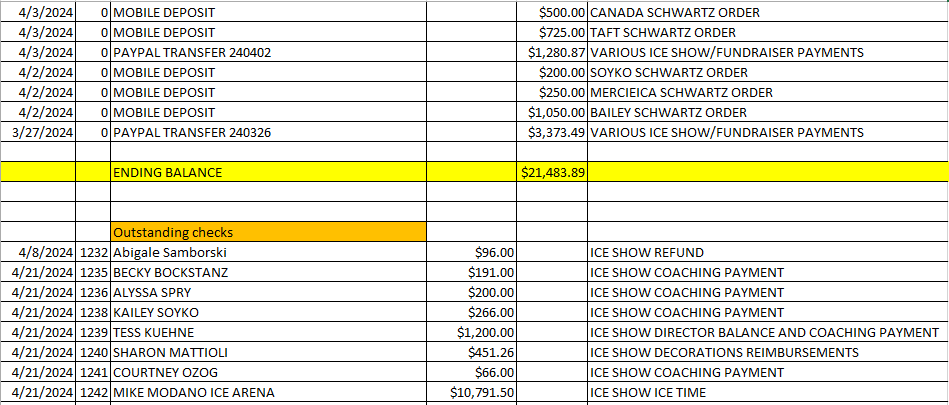 4/3/2024 0 MOBILE DEPOSIT $500.00 CANADA SCHWARTZ ORDER
4/3/2024 0 MOBILE DEPOSIT $725.00 TAFT SCHWARTZ ORDER
4/3/2024 0 PAYPAL TRANSFER 240402 $1,280.87 VARIOUS ICE SHOW/FUNDRAISER PAYMENTS
4/2/2024 0 MOBILE DEPOSIT $200.00 SOYKO SCHWARTZ ORDER
4/2/2024 0 MOBILE DEPOSIT $250.00 MERCIEICA SCHWARTZ ORDER
4/2/2024 0 MOBILE DEPOSIT $1,050.00 BAILEY SCHWARTZ ORDER
3/27/2024 0 PAYPAL TRANSFER 240326 $3,373.49 VARIOUS ICE SHOW/FUNDRAISER PAYMENTS
ENDING BALANCE $21,483.89
Outstanding checks
4/8/2024 1232 Abigale Samborski $96.00 ICE SHOW REFUND
4/21/2024 1235 BECKY BOCKSTANZ $191.00 ICE SHOW COACHING PAYMENT
4/21/2024 1236 ALYSSA SPRY $200.00 ICE SHOW COACHING PAYMENT
4/21/2024 1238 KAILEY SOYKO $266.00 ICE SHOW COACHING PAYMENT
4/21/2024 1239 TESS KUEHNE $1,200.00 ICE SHOW DIRECTOR BALANCE AND COACHING PAYMENT
4/21/2024 1240 SHARON MATTIOLI $451.26 ICE SHOW DECORATIONS REIMBURSEMENTS
4/21/2024 1241 COURTNEY OZOG $66.00 ICE SHOW COACHING PAYMENT
4/21/2024 1242 MIKE MODANO ICE ARENA $10,791.50 ICE SHOW ICE TIME